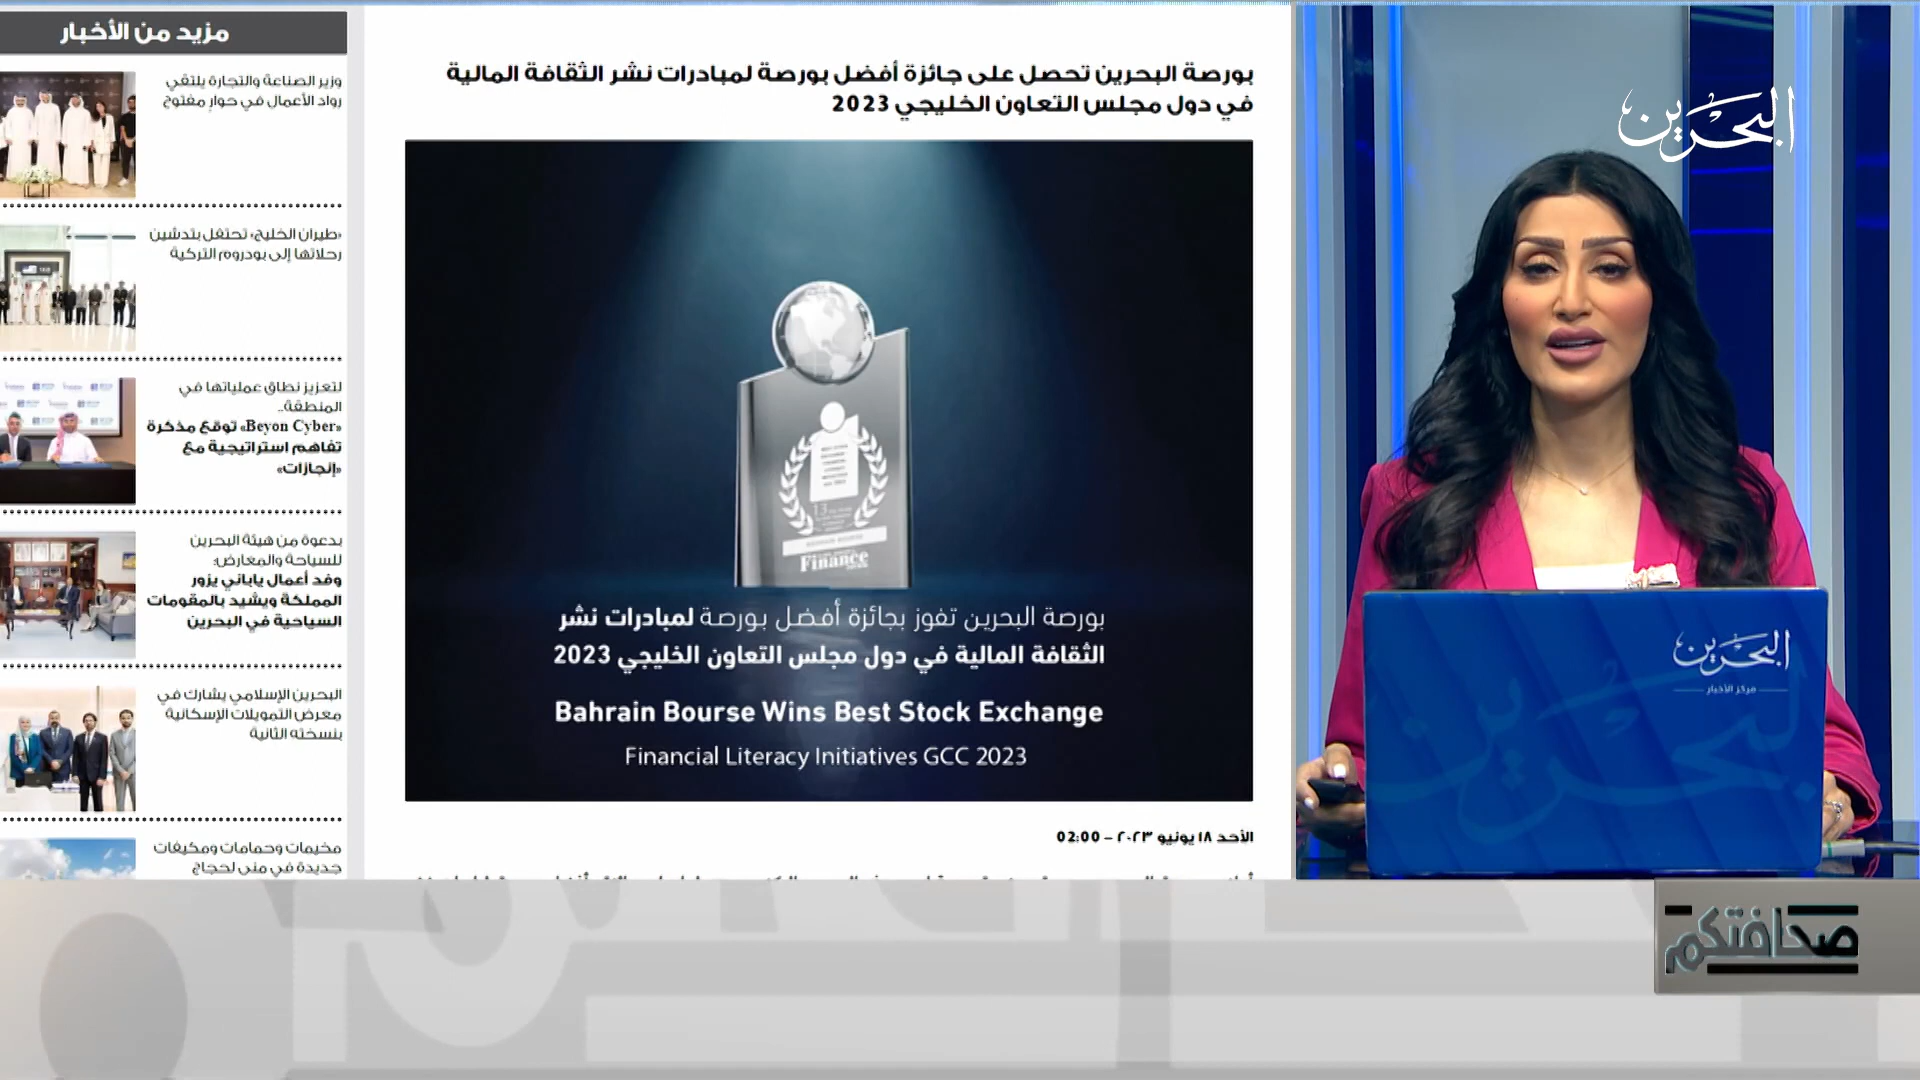 مزيد من الأخبار
وزير الصناعة والتجارة يلتقي
رواد الأعمال في حوارٍ مفتوح
«طيران الخليج» تحتفل بتدشين
رحلاتها إلى بودروم التركية
لتعزيز نطاق عملياتها في
المنطقة..
«Beyon Cyber» توقع مذكرة
تفاهم استراتيجية مع
«إنجازات»
بدعوة من هيئة البحرين
للسياحة والمعارض:
وفد أعمال ياباني يزور
المملكة ويشيد بالمقومات
السياحية في البحرين
البحرين الإسلامي يشارك في
معرض التمويلات الإسكانية
بنسخته الثانية
مخيمات وحمامات ومكيفات
جديدة في منى لحجاج
بورصة البحرين تحصل على جائزة أفضل بورصة لمبادرات نشر الثقافة المالية
في دول مجلس التعاون الخليجي 2023
13
Finance
بورصة البحرين تفوز بجائزة أفضل بورصة لمبادرات نشر
الثقافة المالية في دول مجلس التعاون الخليجي 2023
Bahrain Bourse Wins Best Stock Exchange
Financial Literacy Initiatives GCC 2023
الأحد ١٨ يونيو ٢٠٢٣ - 02:00
البحرين
البحرين
مركز الأخبار
صحافتكم